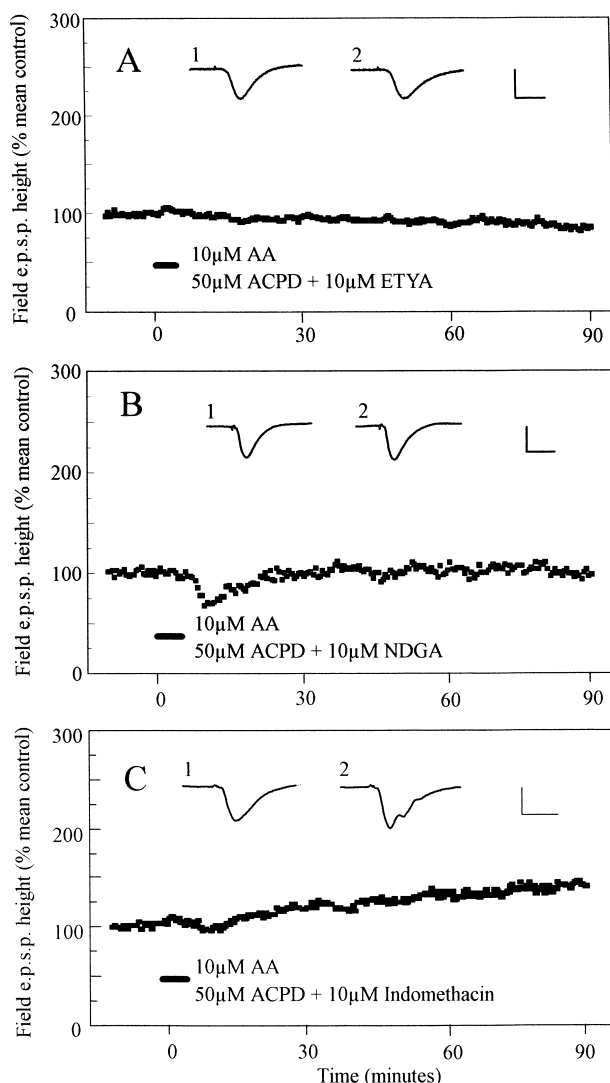 Field e.p.s.p. height (% mean control)
300
200
100
0
A
1
2
10µM AA
50µM ACPD + 10µM ETYA
0
30
60
90
Field e.p.s.p. height (% mean control)
300
200
100
0
B
1
2
10µM AA
50µM ACPD + 10µM NDGA
0
30
60
90
Field e.p.s.p. height (% mean control)
300
200
100
0
C
1
2
10µM AA
50µM ACPD + 10µM Indomethacin
0
30
60
90
Time (minutes)